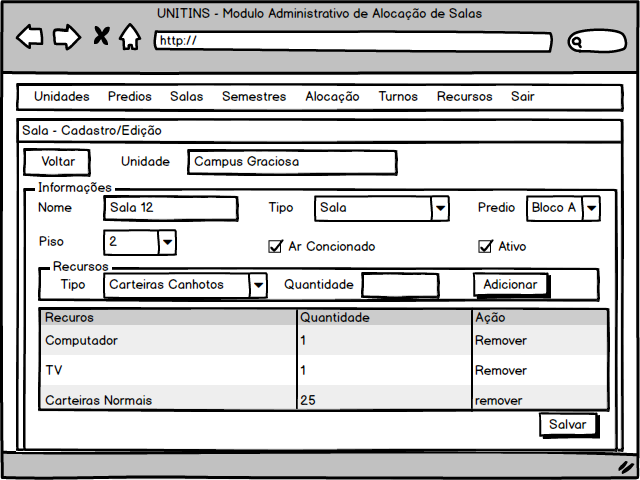 UNITINS - Modulo Administrativo de Alocação de Salas
http://
Unidades Predios Salas Semestres Alocação Turnos Recursos Sair
Sala - Cadastro/Edição
Voltar Unidade Campus Graciosa
Informações
Nome Sala 12 Tipo Sala Predio Bloco A
Piso 2 Ar Concionado Ativo
Recursos
Tipo Carteiras Canhotos Quantidade Adicionar
Recuros Quantidade Ação
Computador 1 Remover
TV 1 Remover
Carteiras Normais 25 remover
Salvar